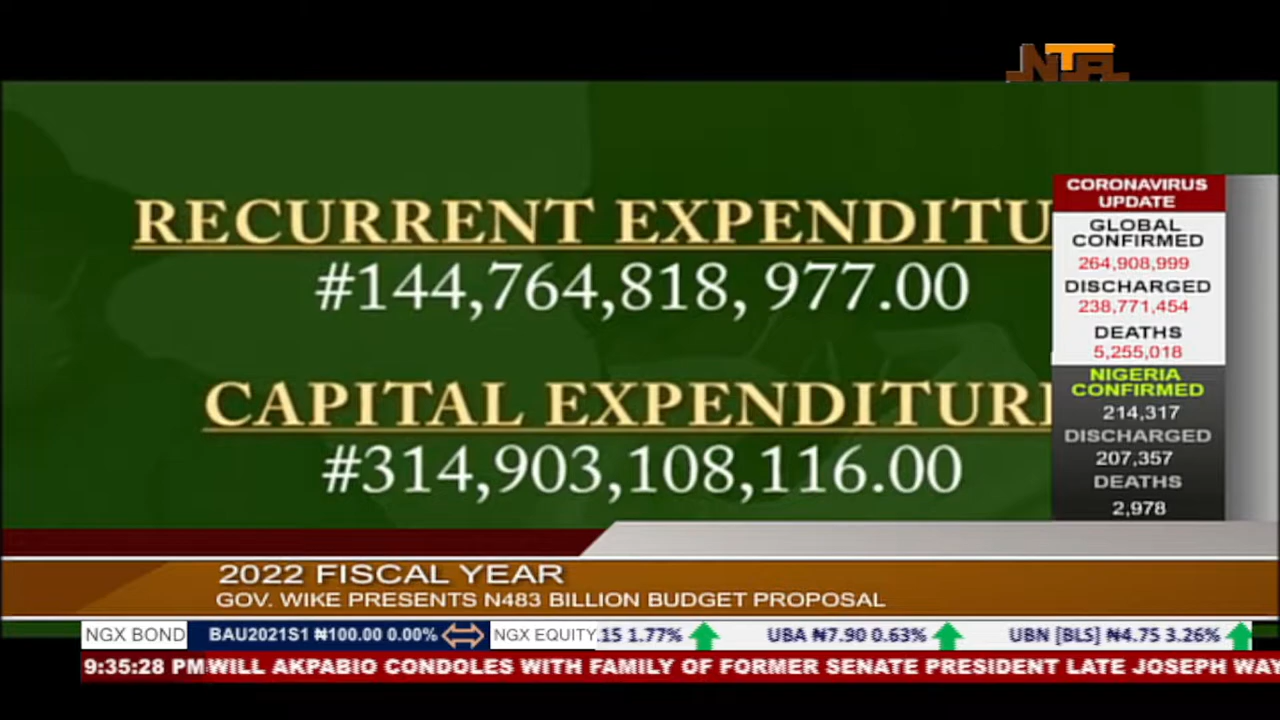 NTA
RECURRENT EXPENDITU
#144,764,818, 977.00
CAPITAL EXPENDITUR
#314,903,108,116.00
CORONAVIRUS
UPDATE
GLOBAL
CONFIRMED
264,908,999
DISCHARGED
238,771,454
DEATHS
5,255,018
NIGERIA
CONFIRMED
214,317
DISCHARGED
207,357
DEATHS
2,978
2022 FISCAL YEAR
GOV. WIKE PRESENTS N483 BILLION BUDGET PROPOSAL
NGX BOND BAU2021S1 ₦100.00 0.00% NGX EQUITY .15 1.77% UBA ₦7.90 0.63% UBN [BLS] ₦4.75 3.26%
9:35:28 PM WILL AKPABIO CONDOLES WITH FAMILY OF FORMER SENATE PRESIDENT LATE JOSEPH WAY